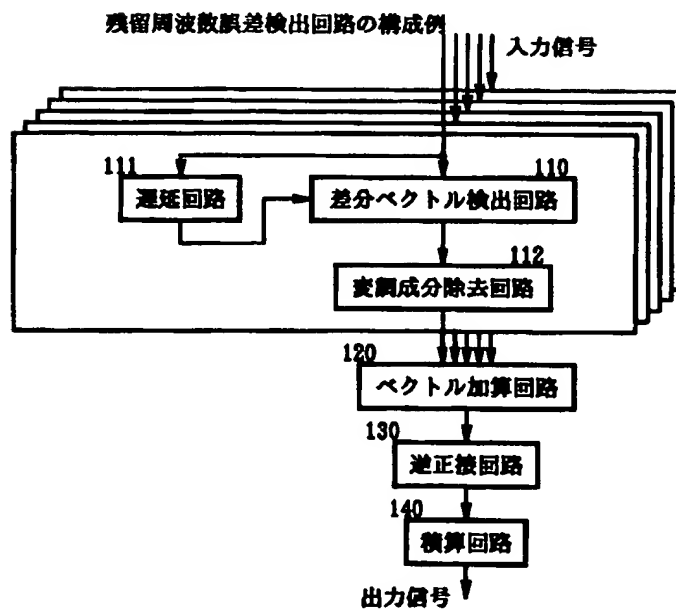 残留周波数誤差検出回路の構成例
入力信号
111
110
遅延回路
差分ベクトル検出回路
112
変調成分除去回路
120
ベクトル加算回路
130
逆正接回路
140
積算回路
出力信号